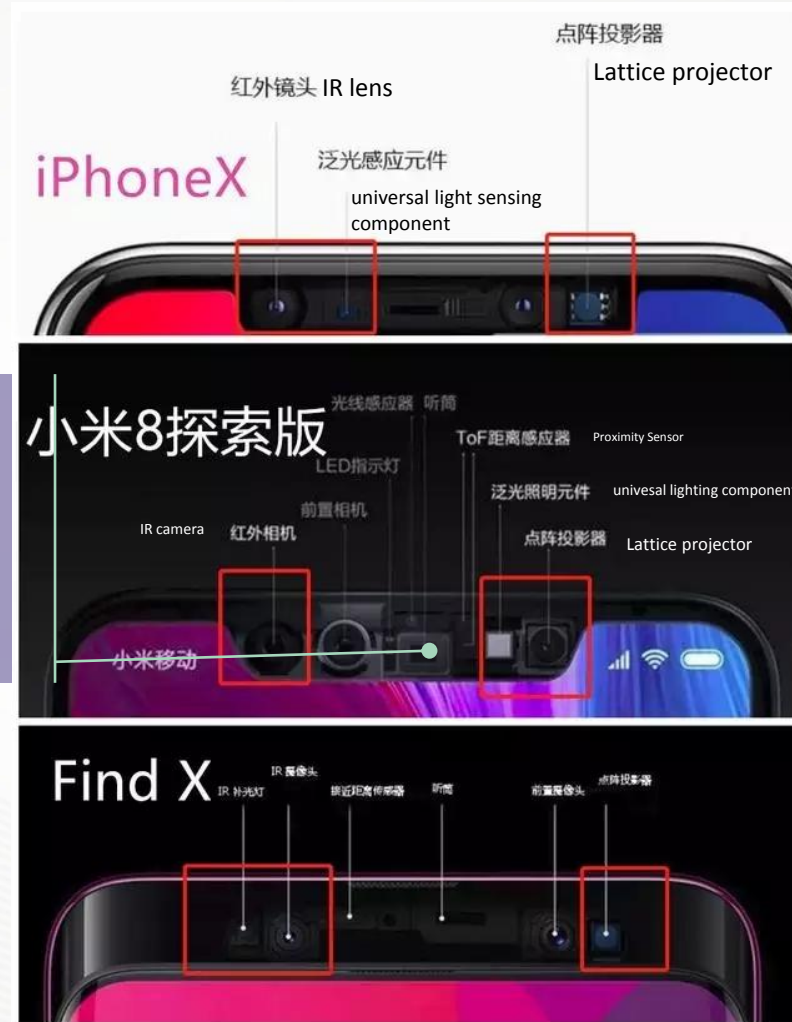 点阵投影器
Lattice projector
红外镜头 IR lens
iPhoneX
泛光感应元件
universal light sensing
component
小米8探索版
光线感应器 听筒
ToF距离感应器 Proximity Sensor
LED指示灯
泛光照明元件 univesal lighting component
前置相机
IR camera 红外相机
点阵投影器 Lattice projector
小米移动
Find X
IR 补光灯
IR 摄像头
接近距离传感器
听筒
前置摄像头
点阵投影器